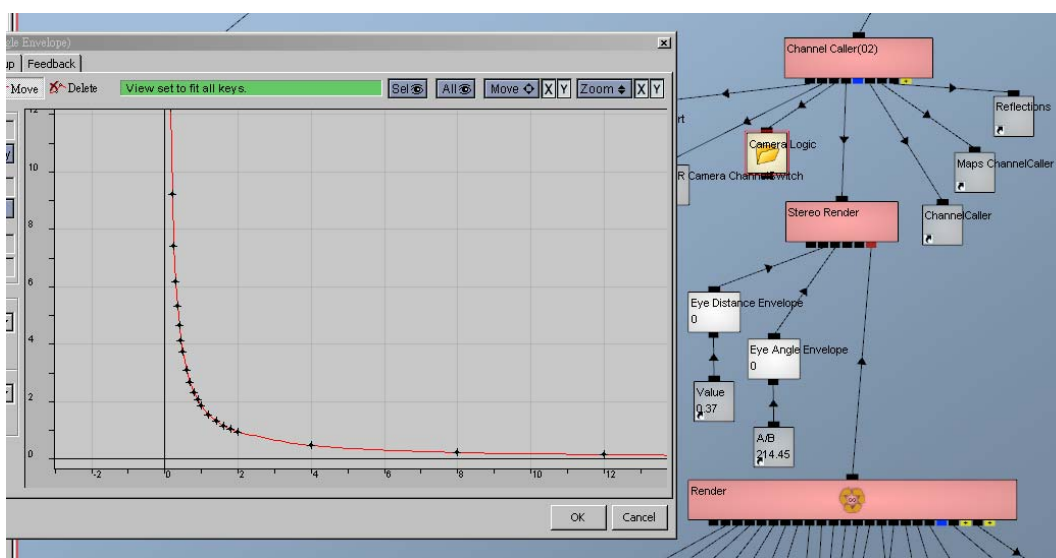 gle Envelope)
up Feedback
Move Delete View set to fit all keys. Sel All Move X Y Zoom X Y
12
10
8
6
4
2
0
-2 0 2 4 6 8 10 12
OK Cancel
Channel Caller(02)
Reflections
rt
Camera Logic
Maps ChannelCaller
R Camera ChannelSwitch
Stereo Render
ChannelCaller
Eye Distance Envelope
0
Eye Angle Envelope
0
Value
0.37
A/B
214.45
Render